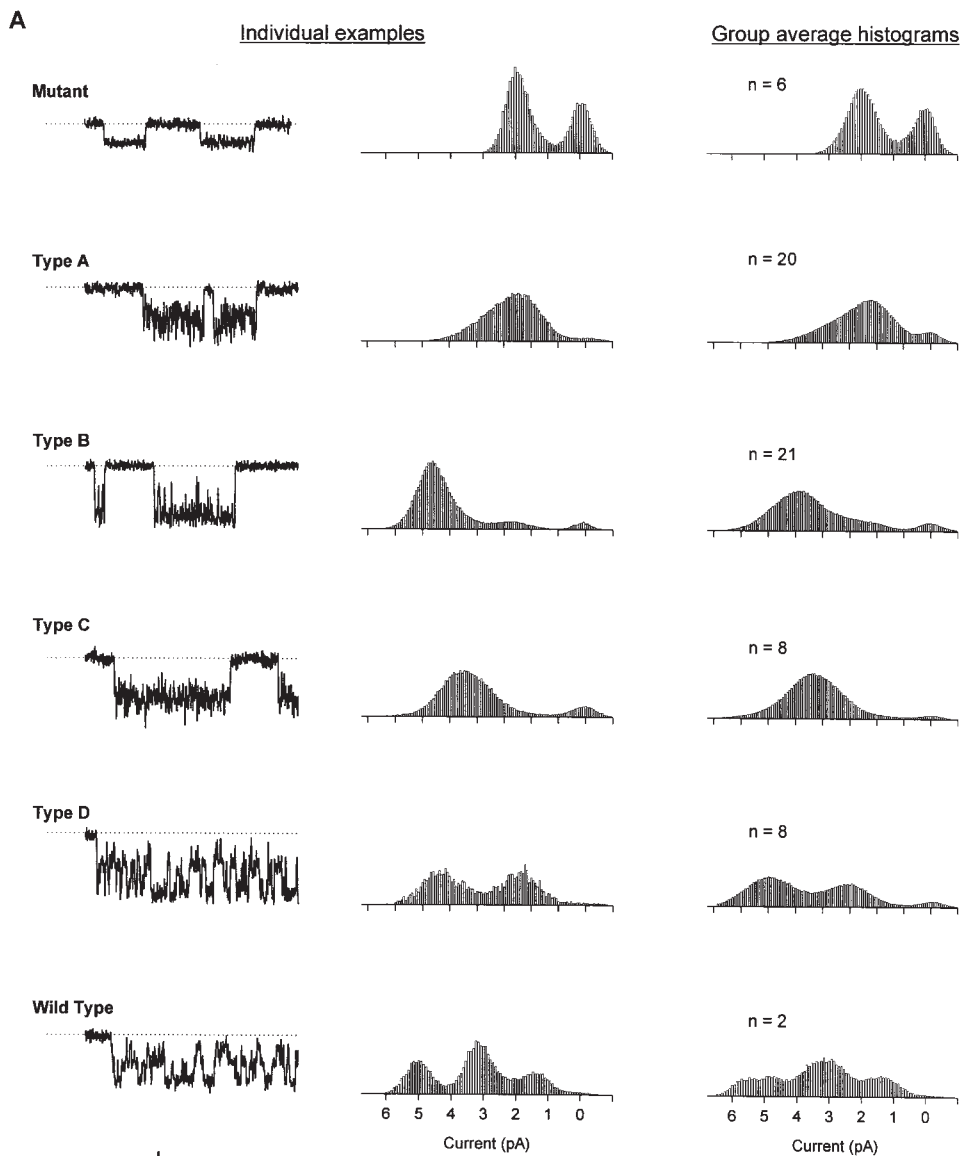 A
Individual examples
Group average histograms
Mutant
n = 6
Type A
n = 20
Type B
n = 21
Type C
n = 8
Type D
n = 8
Wild Type
n = 2
6 5 4 3 2 1 0
6 5 4 3 2 1 0
Current (pA)
Current (pA)